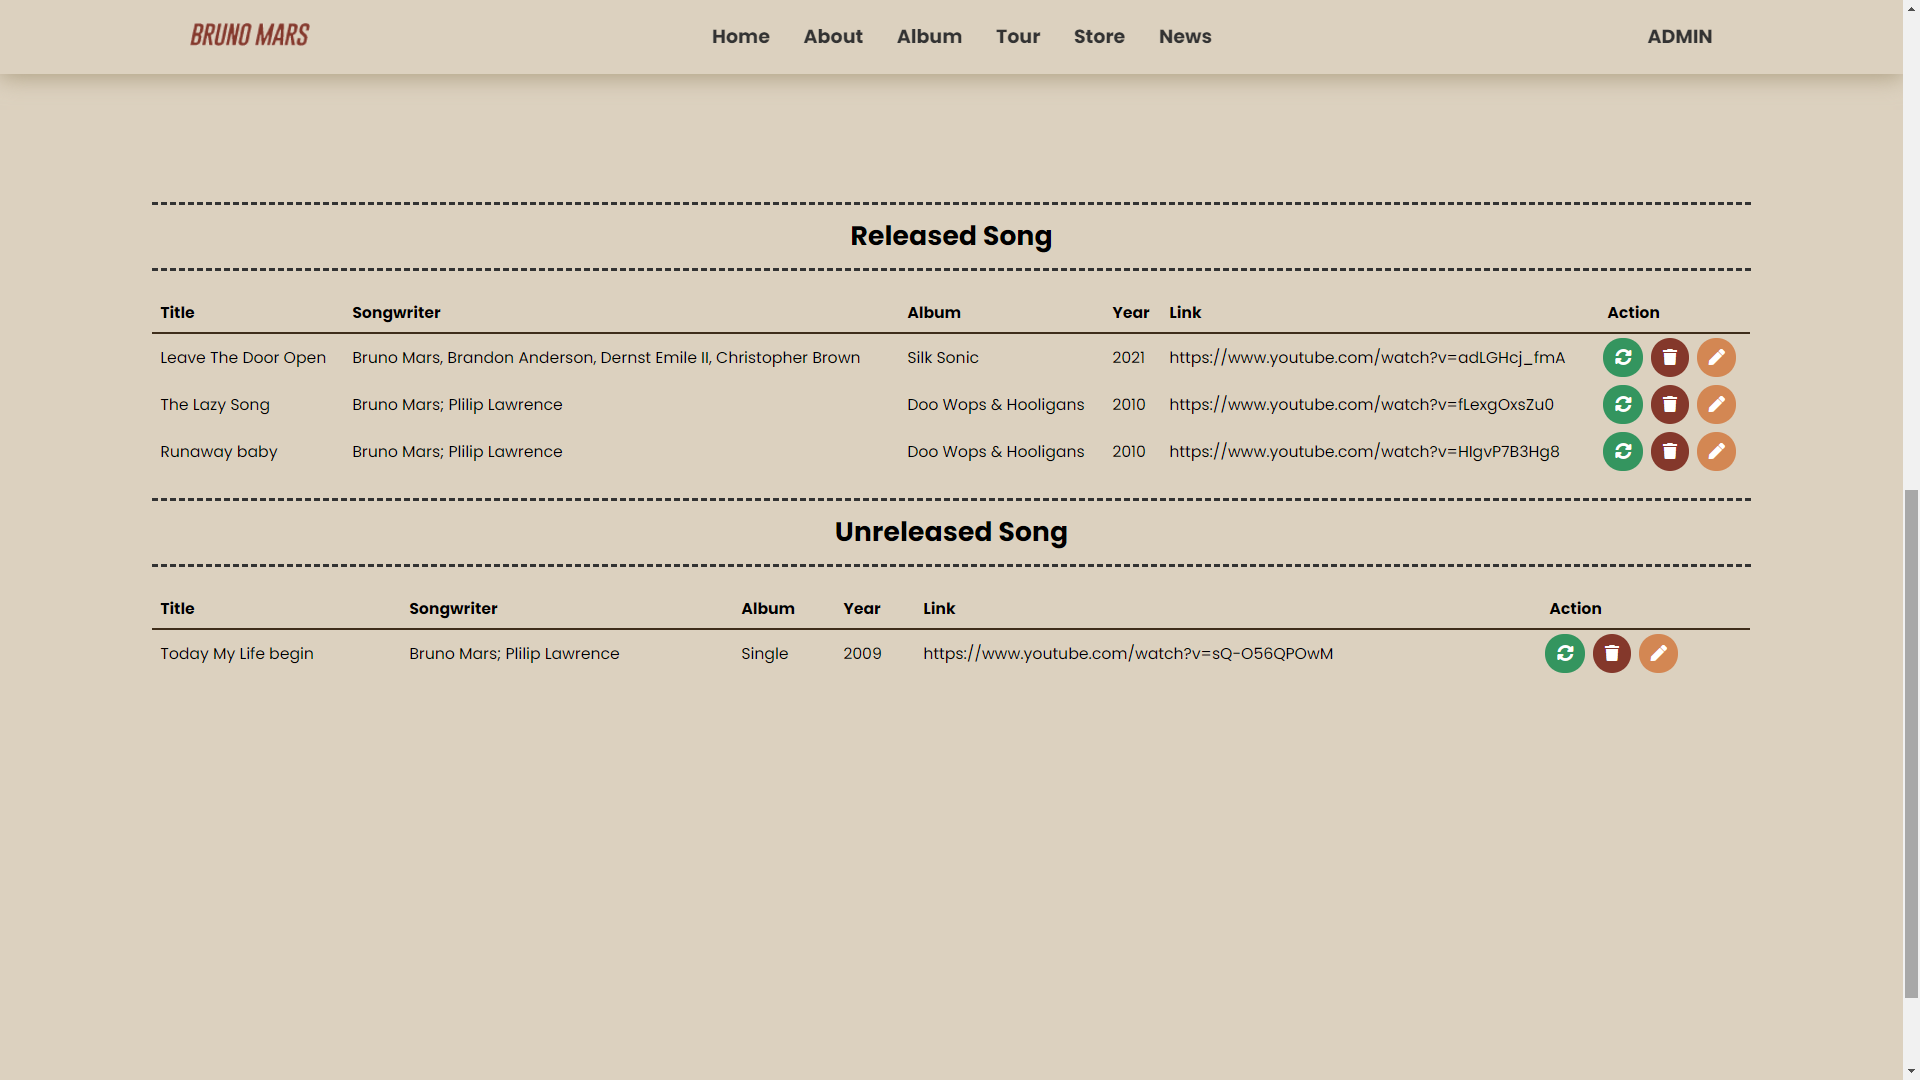 BRUNO MARS Home About Album Tour Store News ADMIN
Released Song
Title Songwriter Album Year Link Action
Leave The Door Open Bruno Mars, Brandon Anderson, Dernst Emile II, Christopher Brown Silk Sonic 2021 https://www.youtube.com/watch?v=adLGHcj_fmA
The Lazy Song Bruno Mars; Plilip Lawrence Doo Wops & Hooligans 2010 https://www.youtube.com/watch?v=fLexgOxsZu0
Runaway baby Bruno Mars; Plilip Lawrence Doo Wops & Hooligans 2010 https://www.youtube.com/watch?v=HIgvP7B3Hg8
Unreleased Song
Title Songwriter Album Year Link Action
Today My Life begin Bruno Mars; Plilip Lawrence Single 2009 https://www.youtube.com/watch?v=sQ-O56QPOwM